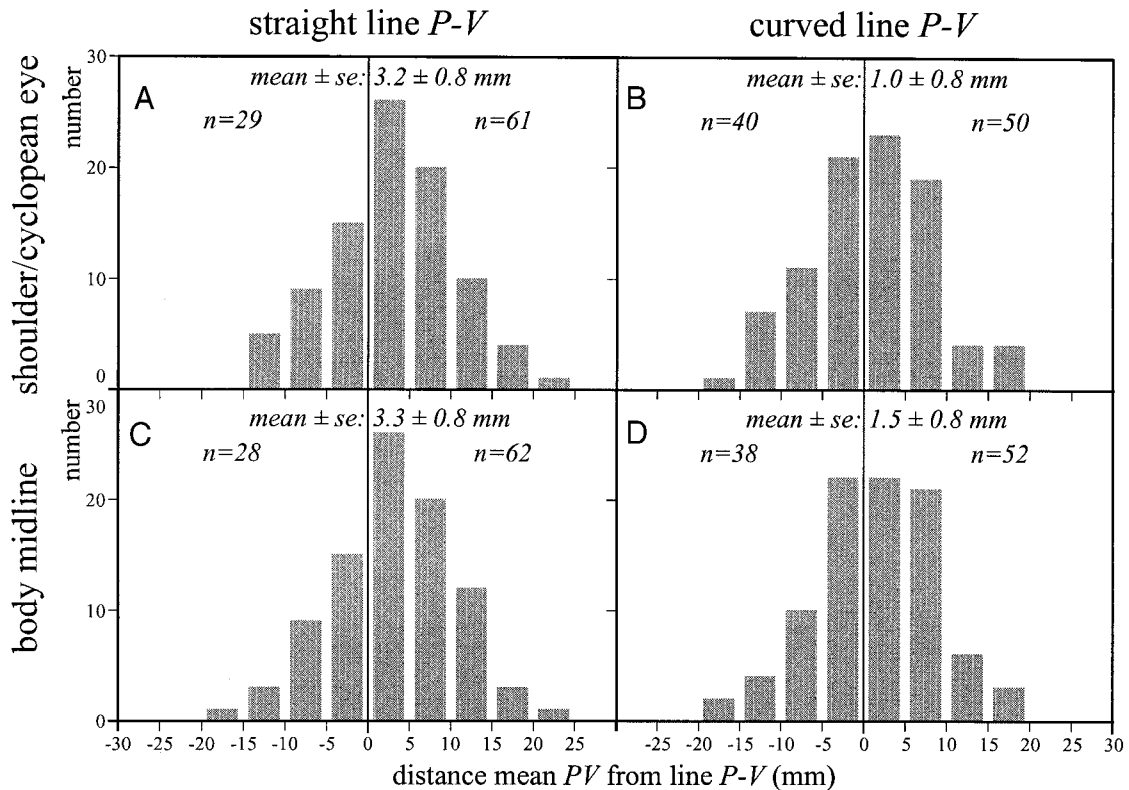 straight line P-V
curved line P-V
shoulder/cyclopean eye
body midline
number
30
20
10
0
A
mean ± se: 3.2 ± 0.8 mm
n=29
n=61
B
mean ± se: 1.0 ± 0.8 mm
n=40
n=50
number
30
20
10
0
C
mean ± se: 3.3 ± 0.8 mm
n=28
n=62
D
mean ± se: 1.5 ± 0.8 mm
n=38
n=52
-30 -25 -20 -15 -10 -5 0 5 10 15 20 25
-25 -20 -15 -10 -5 0 5 10 15 20 25 30
distance mean PV from line P-V (mm)